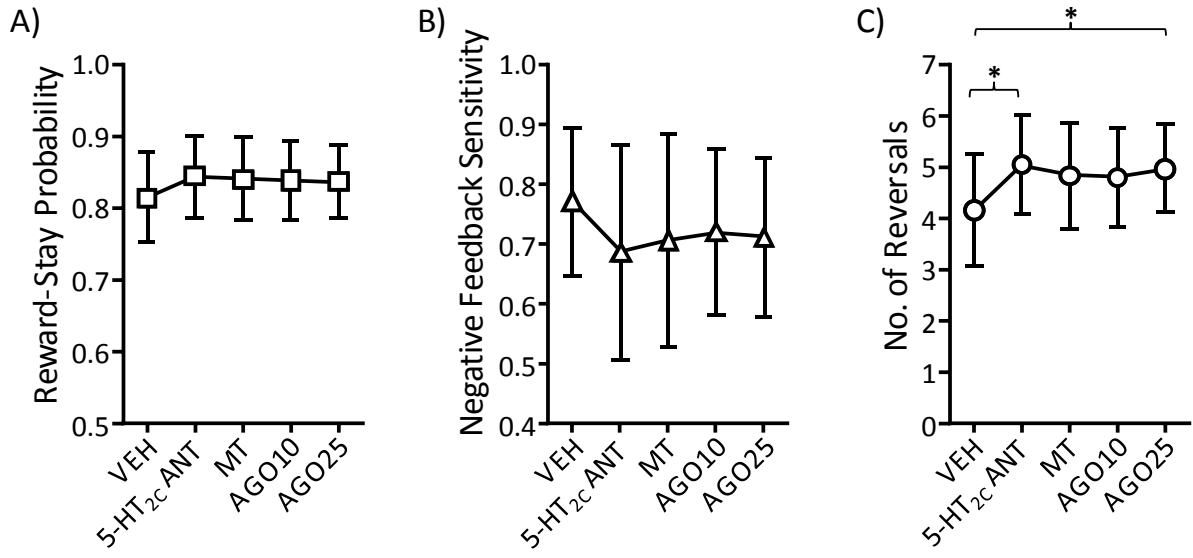 A)
Reward-Stay Probability
1.0
0.9
0.8
0.7
0.6
0.5
VEH
5-HT2C ANT
MT
AGO10
AGO25
B)
Negative Feedback Sensitivity
1.0
0.9
0.8
0.7
0.6
0.5
0.4
VEH
5-HT2C ANT
MT
AGO10
AGO25
C)
*
*
No. of Reversals
7
6
5
4
3
2
1
0
VEH
5-HT2C ANT
MT
AGO10
AGO25